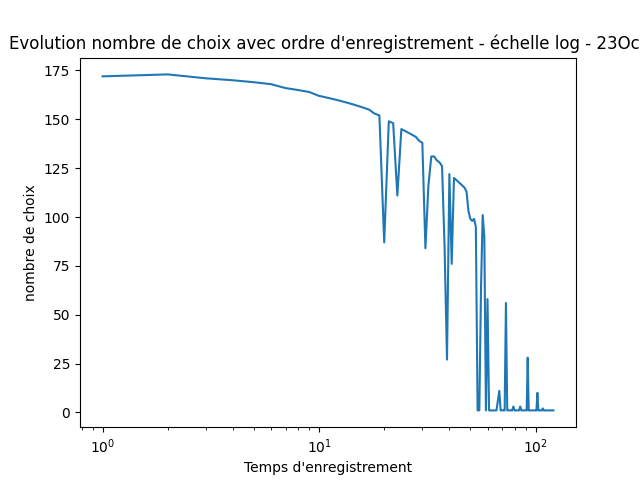 Evolution nombre de choix avec ordre d'enregistrement - échelle log - 23Oc
175
150
125
100
75
50
25
0
nombre de choix
10⁰ 10¹ 10²
Temps d'enregistrement